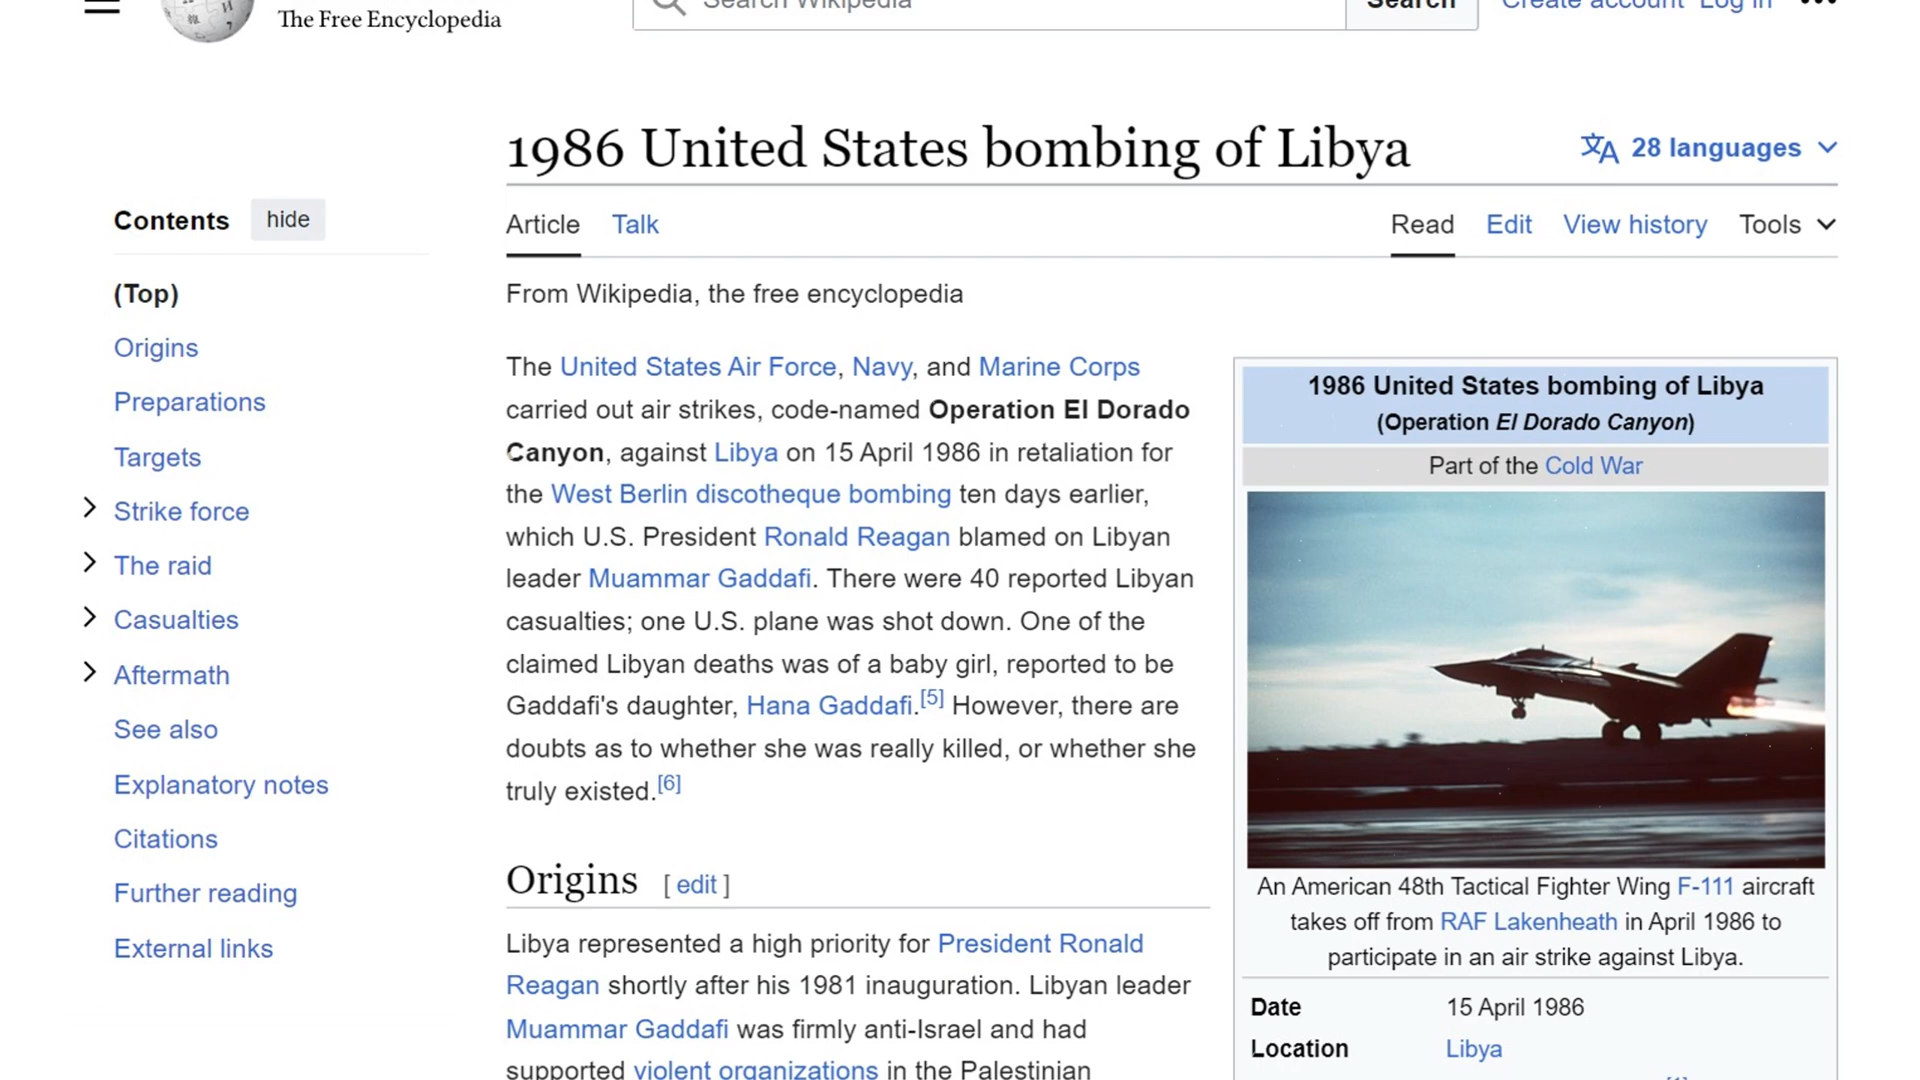 The Free Encyclopedia
Search Wikipedia
Search
Create account Log in
1986 United States bombing of Libya
28 languages
Contents hide
Article Talk
Read Edit View history Tools
(Top)
Origins
Preparations
Targets
Strike force
The raid
Casualties
Aftermath
See also
Explanatory notes
Citations
Further reading
External links
From Wikipedia, the free encyclopedia
The United States Air Force, Navy, and Marine Corps
carried out air strikes, code-named Operation El Dorado
Canyon, against Libya on 15 April 1986 in retaliation for
the West Berlin discotheque bombing ten days earlier,
which U.S. President Ronald Reagan blamed on Libyan
leader Muammar Gaddafi. There were 40 reported Libyan
casualties; one U.S. plane was shot down. One of the
claimed Libyan deaths was of a baby girl, reported to be
Gaddafi's daughter, Hana Gaddafi.[5] However, there are
doubts as to whether she was really killed, or whether she
truly existed.[6]
Origins [ edit ]
Libya represented a high priority for President Ronald
Reagan shortly after his 1981 inauguration. Libyan leader
Muammar Gaddafi was firmly anti-Israel and had
supported violent organizations in the Palestinian
1986 United States bombing of Libya
(Operation El Dorado Canyon)
Part of the Cold War
An American 48th Tactical Fighter Wing F-111 aircraft
takes off from RAF Lakenheath in April 1986 to
participate in an air strike against Libya.
Date 15 April 1986
Location Libya